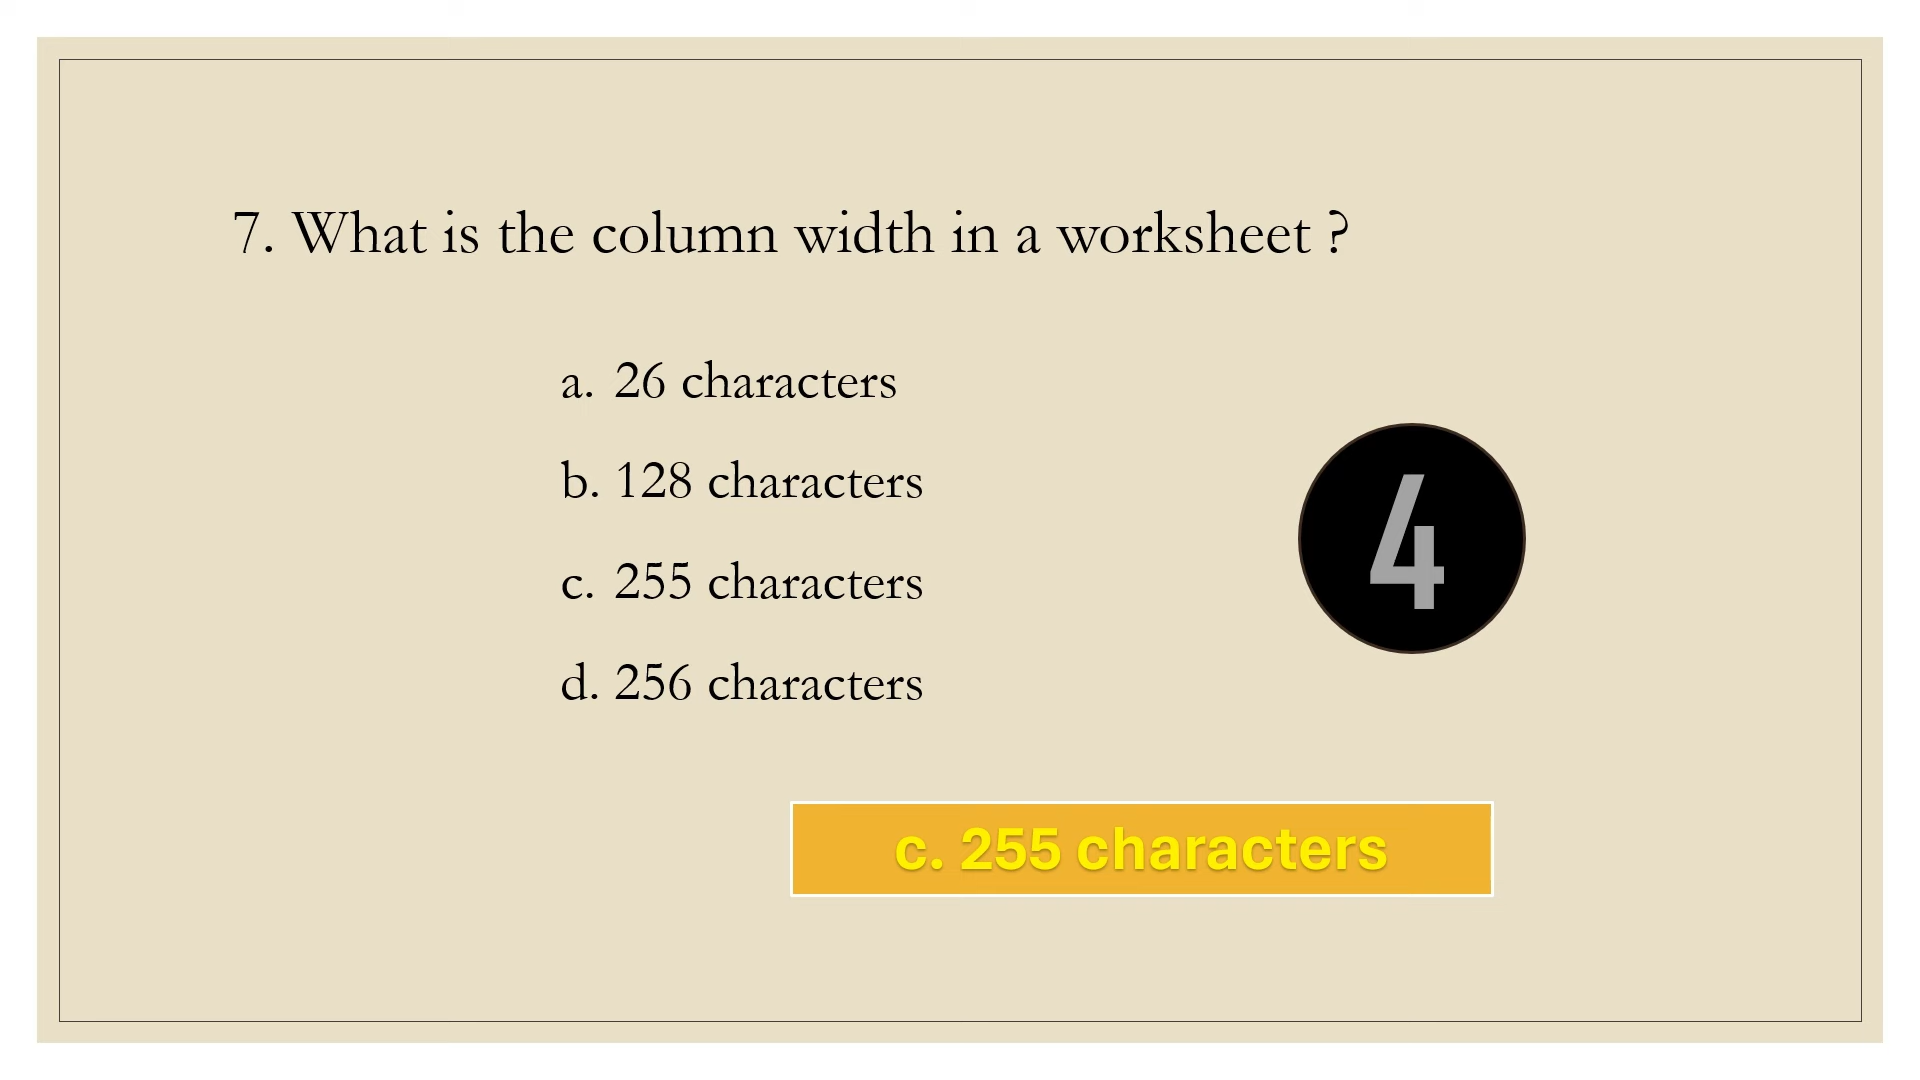 7. What is the column width in a worksheet ?
a. 26 characters
b. 128 characters
c. 255 characters
d. 256 characters
4
c. 255 characters